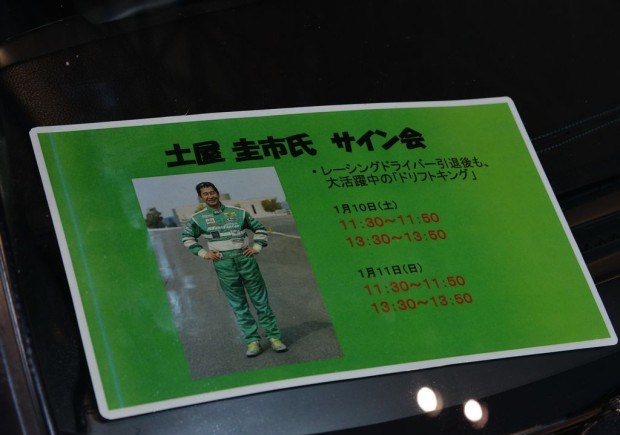 土屋 圭市氏 サイン会
・レーシングドライバー引退後も、
大活躍中の「ドリフトキング」
1月10日(土)
11:30～11:50
13:30～13:50
1月11日(日)
11:30～11:50
13:30～13:50